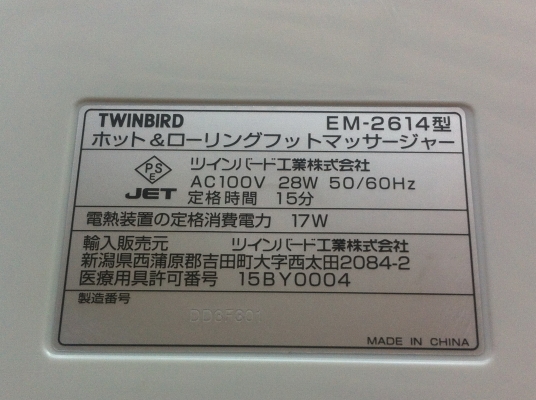 TWINBIRD EM-2614型
ホット&ローリングフットマッサージャー
PSE JET ツインバード工業株式会社
AC100V 28W 50/60Hz
定格時間 15分
電熱装置の定格消費電力 17W
輸入販売元 ツインバード工業株式会社
新潟県西蒲原郡吉田町大字西太田2084-2
医療用具許可番号 15BY0004
製造番号
MADE IN CHINA